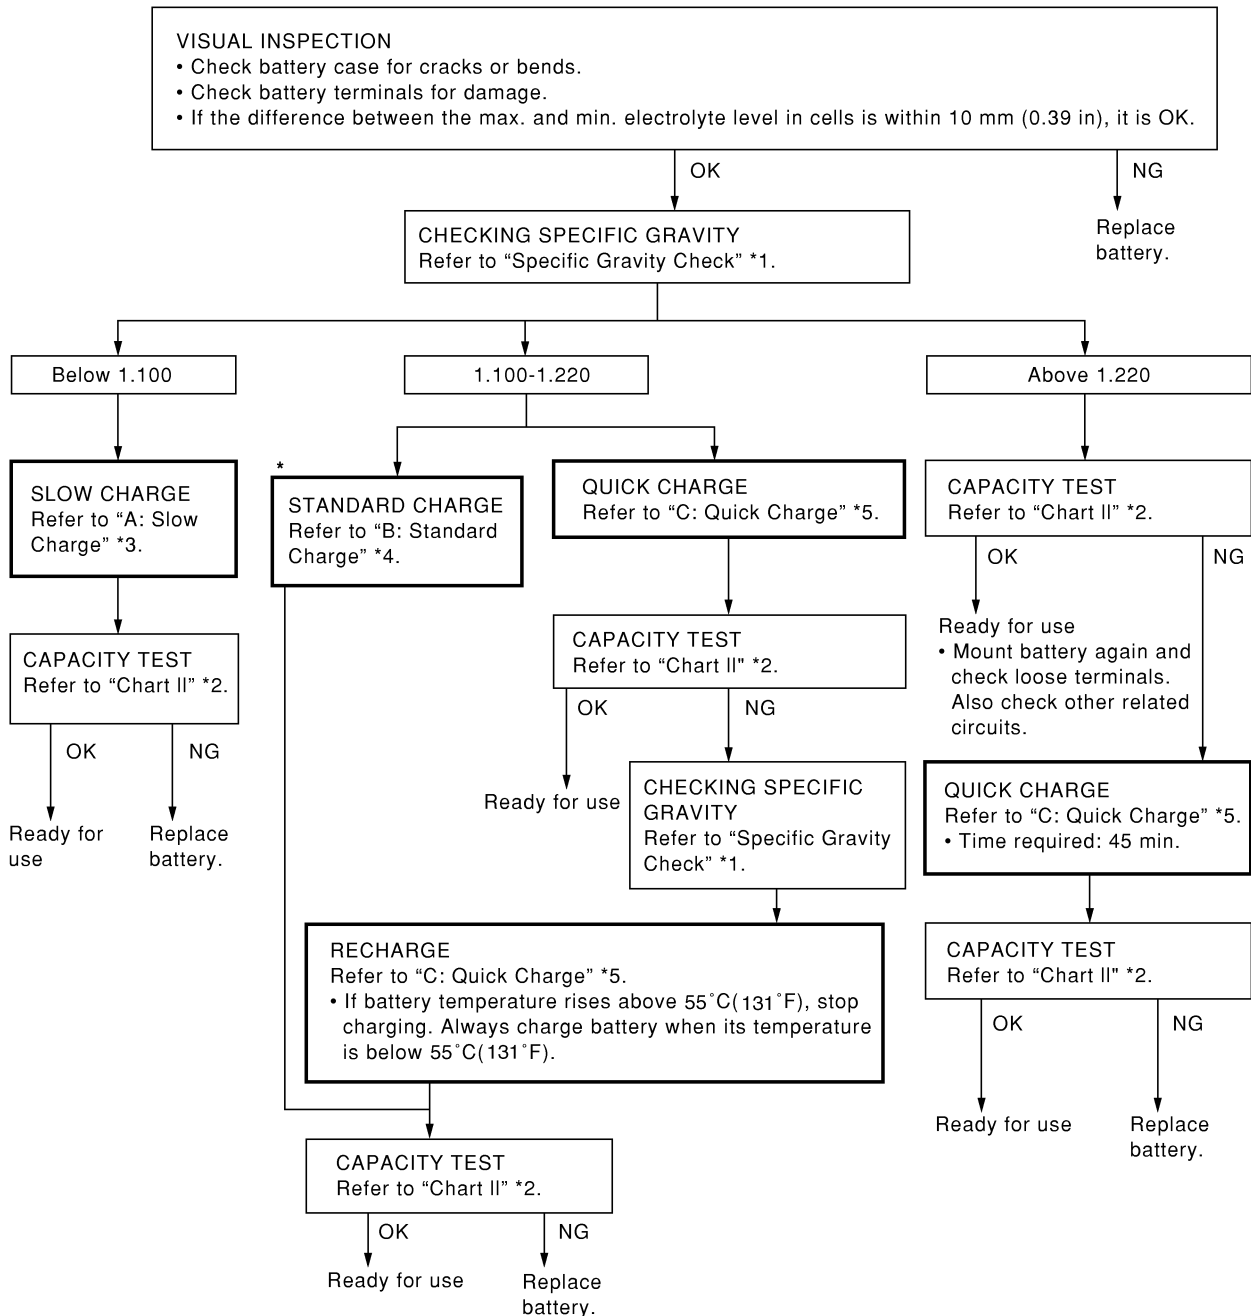 VISUAL INSPECTION
• Check battery case for cracks or bends.
• Check battery terminals for damage.
• If the difference between the max. and min. electrolyte level in cells is within 10 mm (0.39 in), it is OK.
OK
NG
CHECKING SPECIFIC GRAVITY
Refer to “Specific Gravity Check” *1.
Replace
battery.
Below 1.100
1.100-1.220
Above 1.220
SLOW CHARGE
Refer to “A: Slow
Charge” *3.
*
STANDARD CHARGE
Refer to “B: Standard
Charge” *4.
QUICK CHARGE
Refer to “C: Quick Charge” *5.
CAPACITY TEST
Refer to “Chart II” *2.
OK
NG
CAPACITY TEST
Refer to “Chart II” *2.
OK
NG
Ready for
use
Replace
battery.
CAPACITY TEST
Refer to “Chart II" *2.
OK
NG
Ready for use
• Mount battery again and
check loose terminals.
Also check other related
circuits.
Ready for use
CHECKING SPECIFIC
GRAVITY
Refer to “Specific Gravity
Check” *1.
QUICK CHARGE
Refer to “C: Quick Charge” *5.
• Time required: 45 min.
RECHARGE
Refer to “C: Quick Charge” *5.
• If battery temperature rises above 55˚C(131˚F), stop
charging. Always charge battery when its temperature
is below 55˚C(131˚F).
CAPACITY TEST
Refer to “Chart II" *2.
OK
NG
Ready for use
Replace
battery.
CAPACITY TEST
Refer to “Chart II” *2.
OK
NG
Ready for use
Replace
battery.